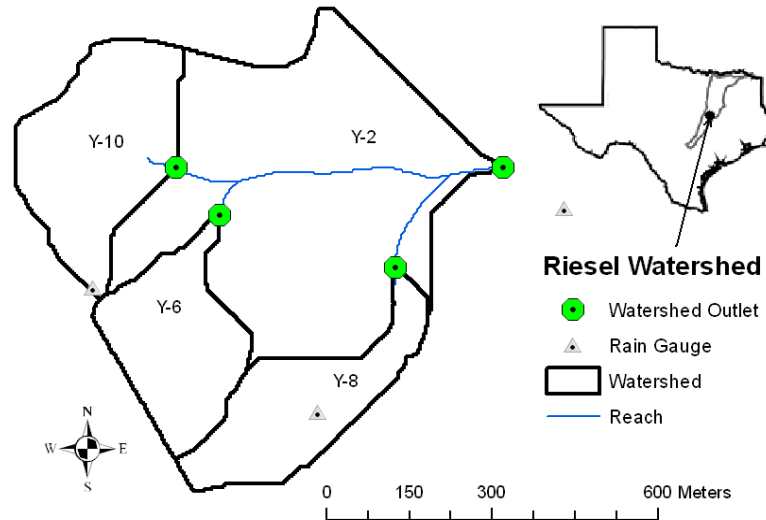 Y-10
Y-2
Y-6
Y-8
N
W E
S
Riesel Watershed
Watershed Outlet
Rain Gauge
Watershed
Reach
0 150 300 600 Meters